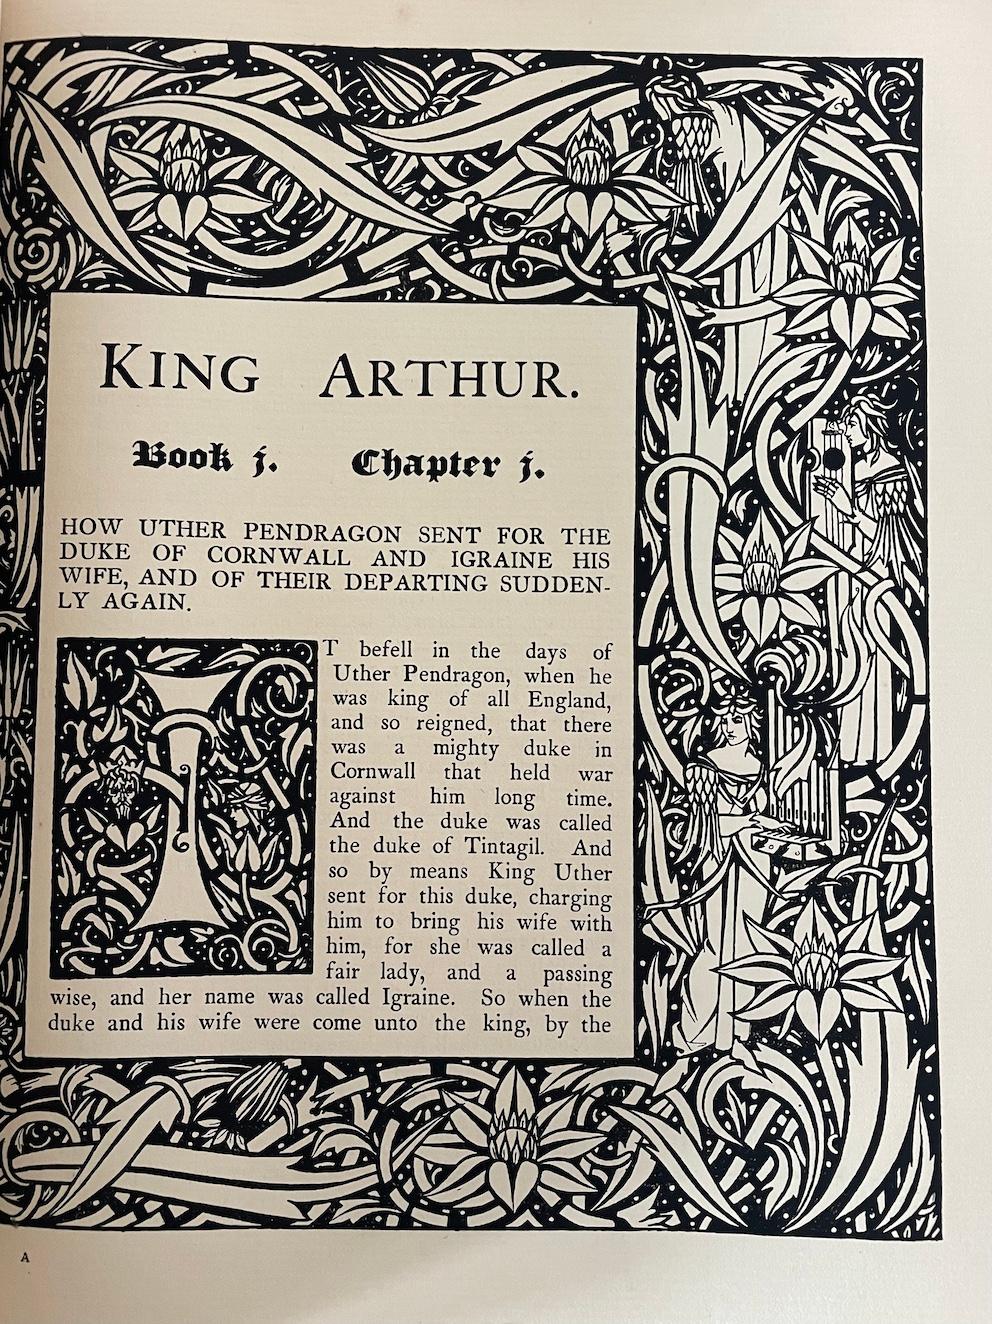 KING ARTHUR.
Book j. Chapter j.
HOW UTHER PENDRAGON SENT FOR THE
DUKE OF CORNWALL AND IGRAINE HIS
WIFE, AND OF THEIR DEPARTING SUDDEN-
LY AGAIN.
IT befell in the days of
Uther Pendragon, when he
was king of all England,
and so reigned, that there
was a mighty duke in
Cornwall that held war
against him long time.
And the duke was called
the duke of Tintagil. And
so by means King Uther
sent for this duke, charging
him to bring his wife with
him, for she was called a
fair lady, and a passing
wise, and her name was called Igraine. So when the
duke and his wife were come unto the king, by the
A